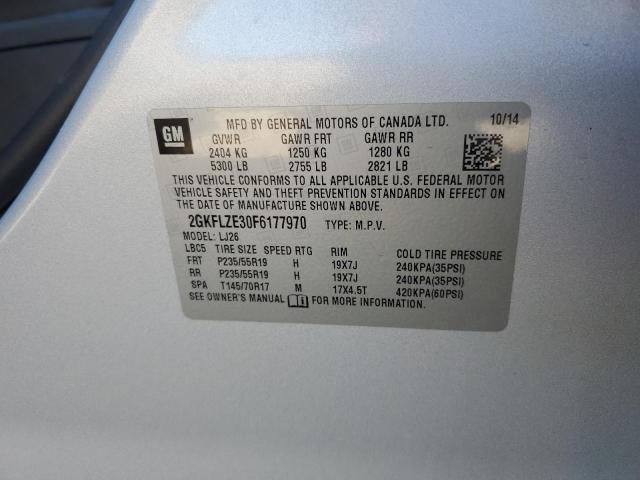 GM
MFD BY GENERAL MOTORS OF CANADA LTD. 10/14
GVWR GAWR FRT GAWR RR
2404 KG 1250 KG 1280 KG
5300 LB 2755 LB 2821 LB
THIS VEHICLE CONFORMS TO ALL APPLICABLE U.S. FEDERAL MOTOR
VEHICLE SAFETY AND THEFT PREVENTION STANDARDS IN EFFECT ON
THE DATE OF MANUFACTURE SHOWN ABOVE.
2GKFLZE30F6177970 TYPE: M.P.V.
MODEL: LJ26
LBC5 TIRE SIZE SPEED RTG RIM COLD TIRE PRESSURE
FRT P235/55R19 H 19X7J 240KPA(35PSI)
RR P235/55R19 H 19X7J 240KPA(35PSI)
SPA T145/70R17 M 17X4.5T 420KPA(60PSI)
SEE OWNER'S MANUAL FOR MORE INFORMATION.